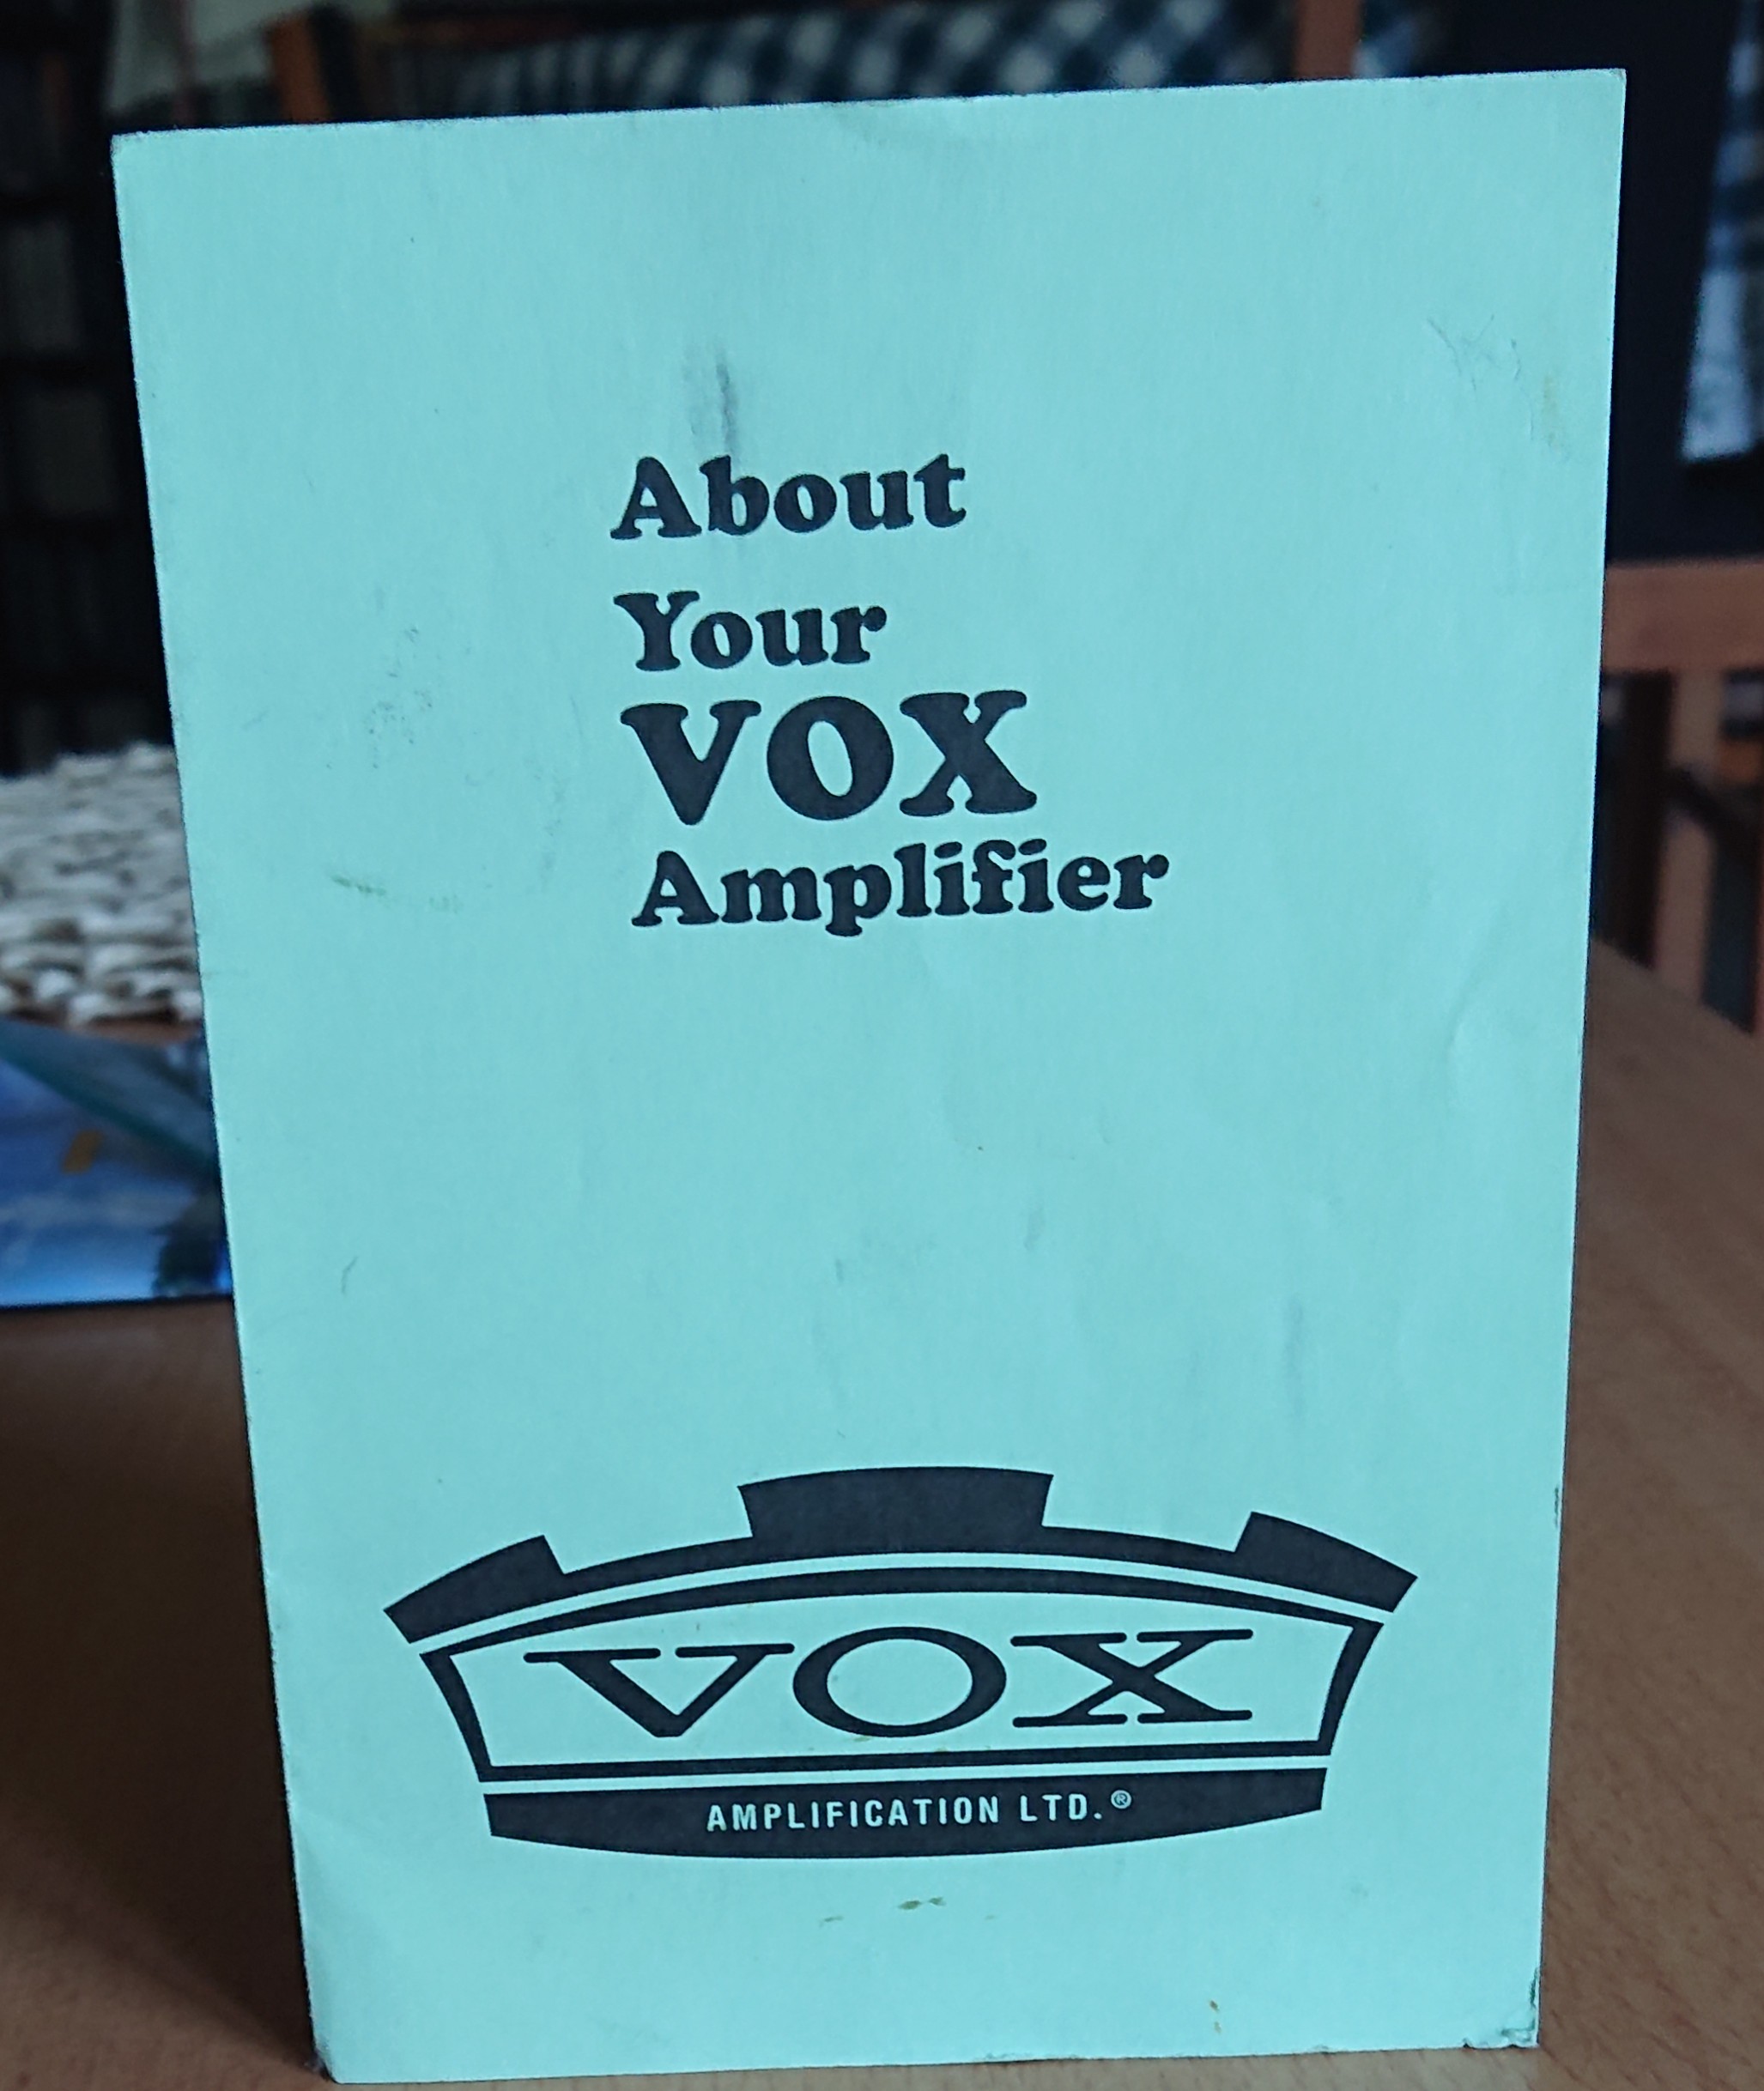 About
Your
VOX
Amplifier
VOX
AMPLIFICATION LTD.®